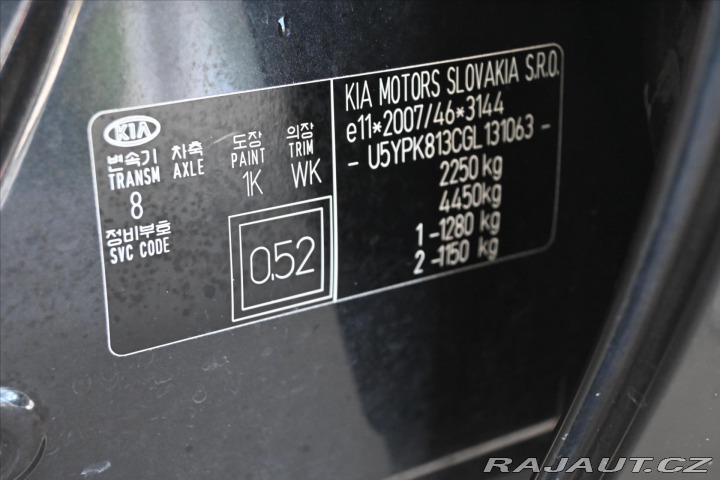 KIA
변속기 차축 도장 의장
TRANSM AXLE PAINT TRIM
8 1K WK
정비부호
SVC CODE
0.52
KIA MOTORS SLOVAKIA S.R.O.
e11*2007/46*3144
- U5YPK813CGL131063 -
2250kg
4450kg
1 -1280 kg
2 -1150 kg
RAJAUT.CZ